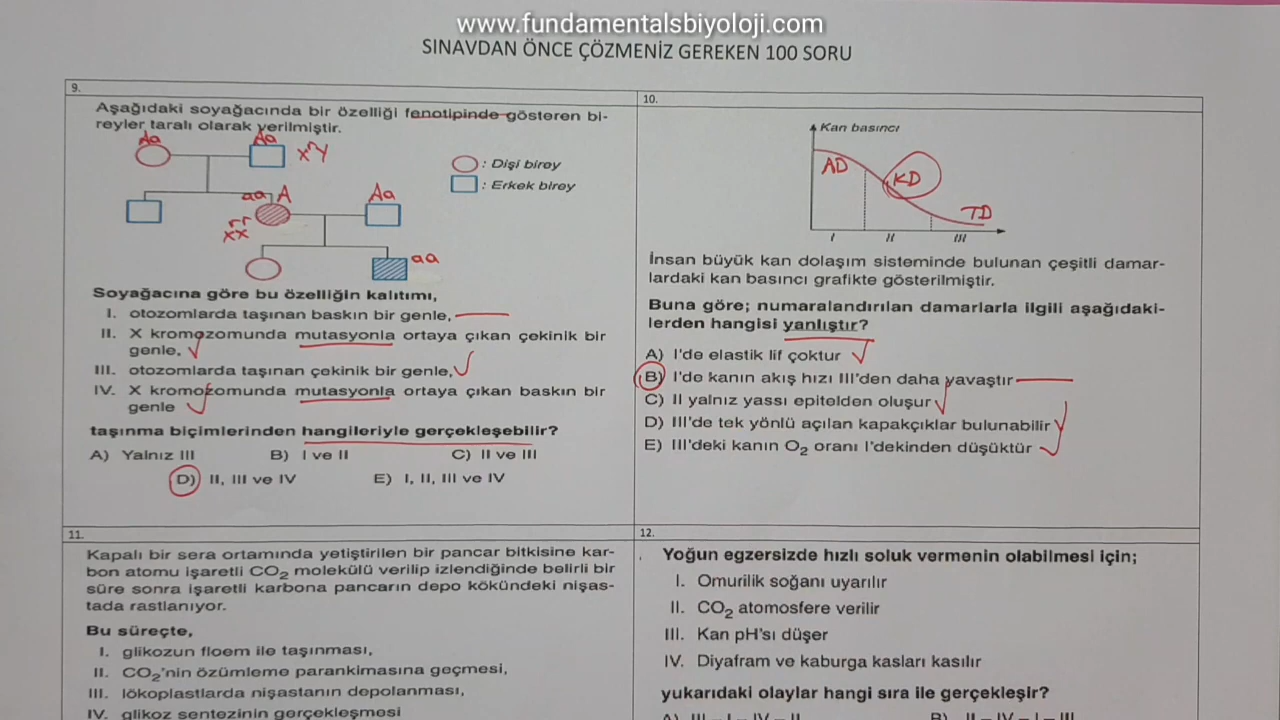 www.fundamentalsbiyoloji.com
SINAVDAN ÖNCE ÇÖZMENİZ GEREKEN 100 SORU
9.
Aşağıdaki soyağacında bir özelliği fenotipinde gösteren bi-
reyler taralı olarak verilmiştir.
Aa
Aa
xʳy
: Dişi birey
: Erkek birey
aa A
Aa
xʳxʳ
aa
Soyağacına göre bu özelliğin kalıtımı,
I. otozomlarda taşınan baskın bir genle,
II. X kromozomunda mutasyonla ortaya çıkan çekinik bir
genle,
III. otozomlarda taşınan çekinik bir genle,
IV. X kromozomunda mutasyonla ortaya çıkan baskın bir
genle
taşınma biçimlerinden hangileriyle gerçekleşebilir?
A) Yalnız III B) I ve II C) II ve III
D) II, III ve IV E) I, II, III ve IV
10.
Kan basıncı
AD
KD
TD
I II III
İnsan büyük kan dolaşım sisteminde bulunan çeşitli damar-
lardaki kan basıncı grafikte gösterilmiştir.
Buna göre; numaralandırılan damarlarla ilgili aşağıdaki-
lerden hangisi yanlıştır?
A) I'de elastik lif çoktur
B) I'de kanın akış hızı III'den daha yavaştır
C) II yalnız yassı epitelden oluşur
D) III'de tek yönlü açılan kapakçıklar bulunabilir
E) III'deki kanın O₂ oranı I'dekinden düşüktür
11.
Kapalı bir sera ortamında yetiştirilen bir pancar bitkisine kar-
bon atomu işaretli CO₂ molekülü verilip izlendiğinde belirli bir
süre sonra işaretli karbona pancarın depo kökündeki nişas-
tada rastlanıyor.
Bu süreçte,
I. glikozun floem ile taşınması,
II. CO₂'nin özümleme parankimasına geçmesi,
III. lökoplastlarda nişastanın depolanması,
IV. glikoz sentezinin gerçekleşmesi
12.
Yoğun egzersizde hızlı soluk vermenin olabilmesi için;
I. Omurilik soğanı uyarılır
II. CO₂ atmosfere verilir
III. Kan pH'sı düşer
IV. Diyafram ve kaburga kasları kasılır
yukarıdaki olaylar hangi sıra ile gerçekleşir?
A) III – I – IV – II B) II – IV – I – III